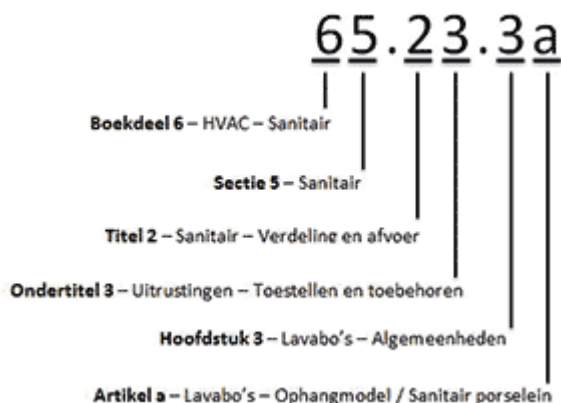 65.23.3a
Boekdeel 6 – HVAC – Sanitair
Sectie 5 – Sanitair
Titel 2 – Sanitair – Verdeling en afvoer
Ondertitel 3 – Uitrustingen – Toestellen en toebehoren
Hoofdstuk 3 – Lavabo's – Algemeenheden
Artikel a – Lavabo's – Ophangmodel / Sanitair porselein